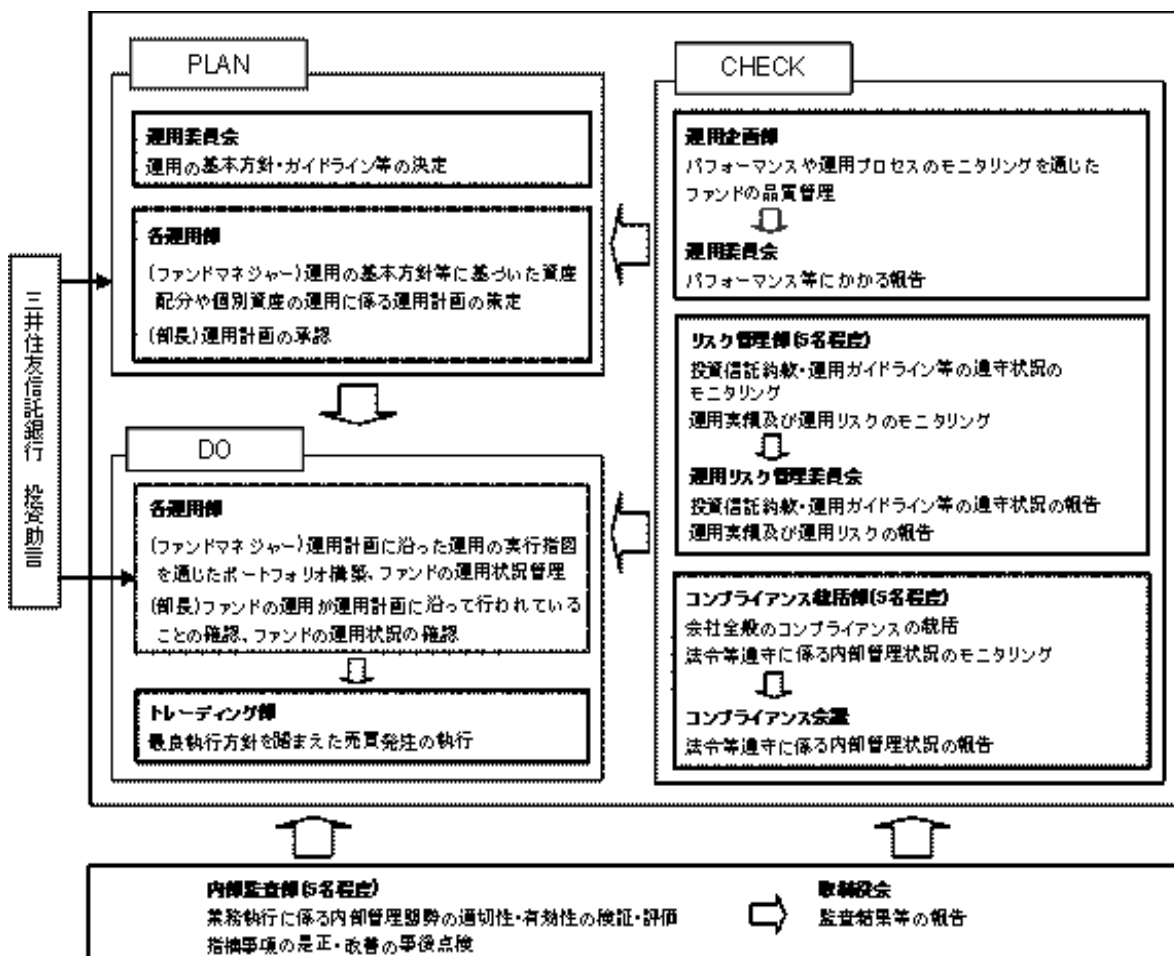 PLAN
運用委員会
運用の基本方針・ガイドライン等の決定
各運用部
(ファンドマネジャー)運用の基本方針等に基づいた資産
配分や個別資産の運用に係る運用計画の策定
(部長)運用計画の承認
三井住友信託銀行 投資助言
DO
各運用部
(ファンドマネジャー)運用計画に沿った運用の実行指図
を通じたポートフォリオ構築、ファンドの運用状況管理
(部長)ファンドの運用が運用計画に沿って行われている
ことの確認、ファンドの運用状況の確認
トレーディング部
最良執行方針を踏まえた売買発注の執行
CHECK
運用企画部
パフォーマンスや運用プロセスのモニタリングを通じた
ファンドの品質管理
運用委員会
パフォーマンス等にかかる報告
リスク管理部(5名程度)
投資信託約款・運用ガイドライン等の遵守状況の
モニタリング
運用実績及び運用リスクのモニタリング
運用リスク管理委員会
投資信託約款・運用ガイドライン等の遵守状況の報告
運用実績及び運用リスクの報告
コンプライアンス統括部(5名程度)
会社全般のコンプライアンスの統括
法令等遵守に係る内部管理状況のモニタリング
コンプライアンス会議
法令等遵守に係る内部管理状況の報告
内部監査部(5名程度)
業務執行に係る内部管理態勢の適切性・有効性の検証・評価
指摘事項の是正・改善の事後点検
取締役会
監査結果等の報告